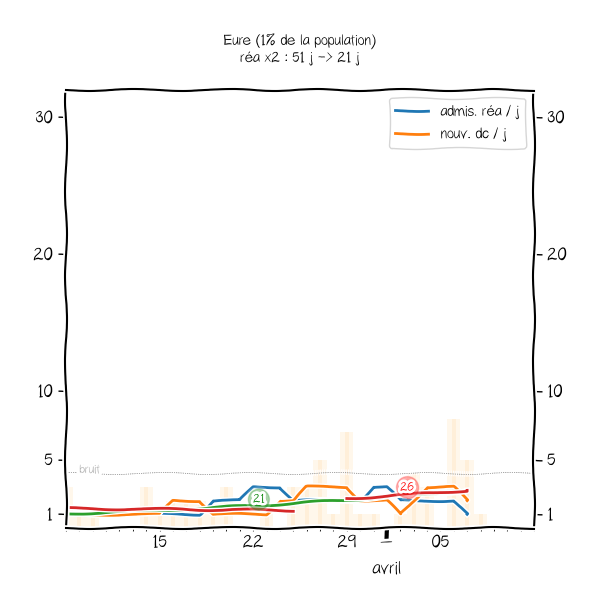 Eure (1% de la population)
réa x2 : 51 j -> 21 j
admis. réa / j
nouv. dc / j
30
30
20
20
10
10
5
5
bruit
26
21
1
1
15
22
29
1
05
avril